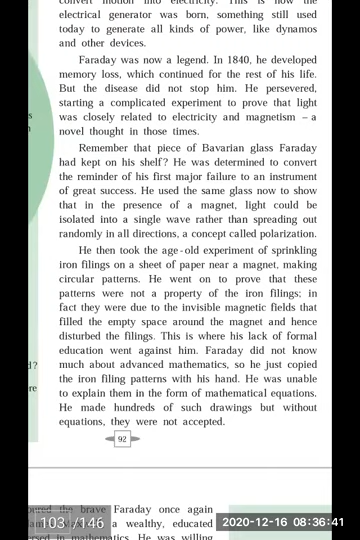 convert motion into electricity. This is how the
electrical generator was born, something still used
today to generate all kinds of power, like dynamos
and other devices.
Faraday was now a legend. In 1840, he developed
memory loss, which continued for the rest of his life.
But the disease did not stop him. He persevered,
starting a complicated experiment to prove that light
was closely related to electricity and magnetism – a
novel thought in those times.
Remember that piece of Bavarian glass Faraday
had kept on his shelf? He was determined to convert
the reminder of his first major failure to an instrument
of great success. He used the same glass now to show
that in the presence of a magnet, light could be
isolated into a single wave rather than spreading out
randomly in all directions, a concept called polarization.
He then took the age-old experiment of sprinkling
iron filings on a sheet of paper near a magnet, making
circular patterns. He went on to prove that these
patterns were not a property of the iron filings; in
fact they were due to the invisible magnetic fields that
filled the empty space around the magnet and hence
disturbed the filings. This is where his lack of formal
education went against him. Faraday did not know
much about advanced mathematics, so he just copied
the iron filing patterns with his hand. He was unable
to explain them in the form of mathematical equations.
He made hundreds of such drawings but without
equations, they were not accepted.
92
the brave Faraday once again
a wealthy, educated
in mathematics. He was willing
103 / 146
2020-12-16 08:36:41